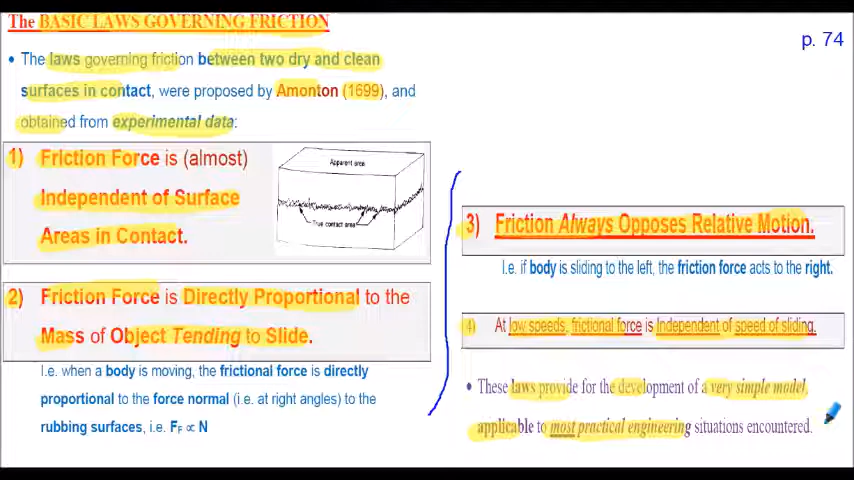 The BASIC LAWS GOVERNING FRICTION
p. 74
• The laws governing friction between two dry and clean
surfaces in contact, were proposed by Amonton (1699), and
obtained from experimental data:
1) Friction Force is (almost)
Independent of Surface
Areas in Contact.
Apparent area
True contact area
2) Friction Force is Directly Proportional to the
Mass of Object Tending to Slide.
I.e. when a body is moving, the frictional force is directly
proportional to the force normal (i.e. at right angles) to the
rubbing surfaces, i.e. FF ∝ N
3) Friction Always Opposes Relative Motion.
I.e. if body is sliding to the left, the friction force acts to the right.
4) At low speeds, frictional force is Independent of speed of sliding.
• These laws provide for the development of a very simple model,
applicable to most practical engineering situations encountered.